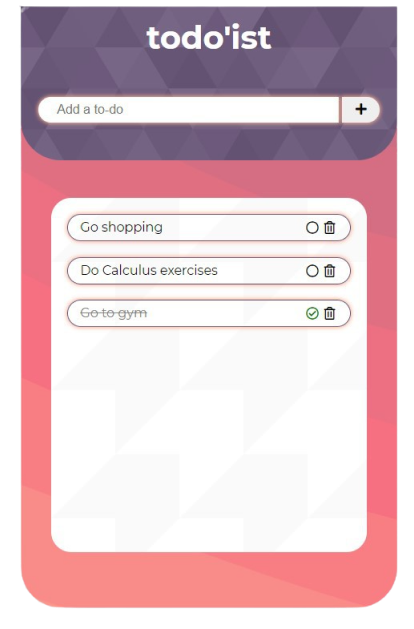 todo'ist
Add a to-do
+
Go shopping
Do Calculus exercises
Go to gym